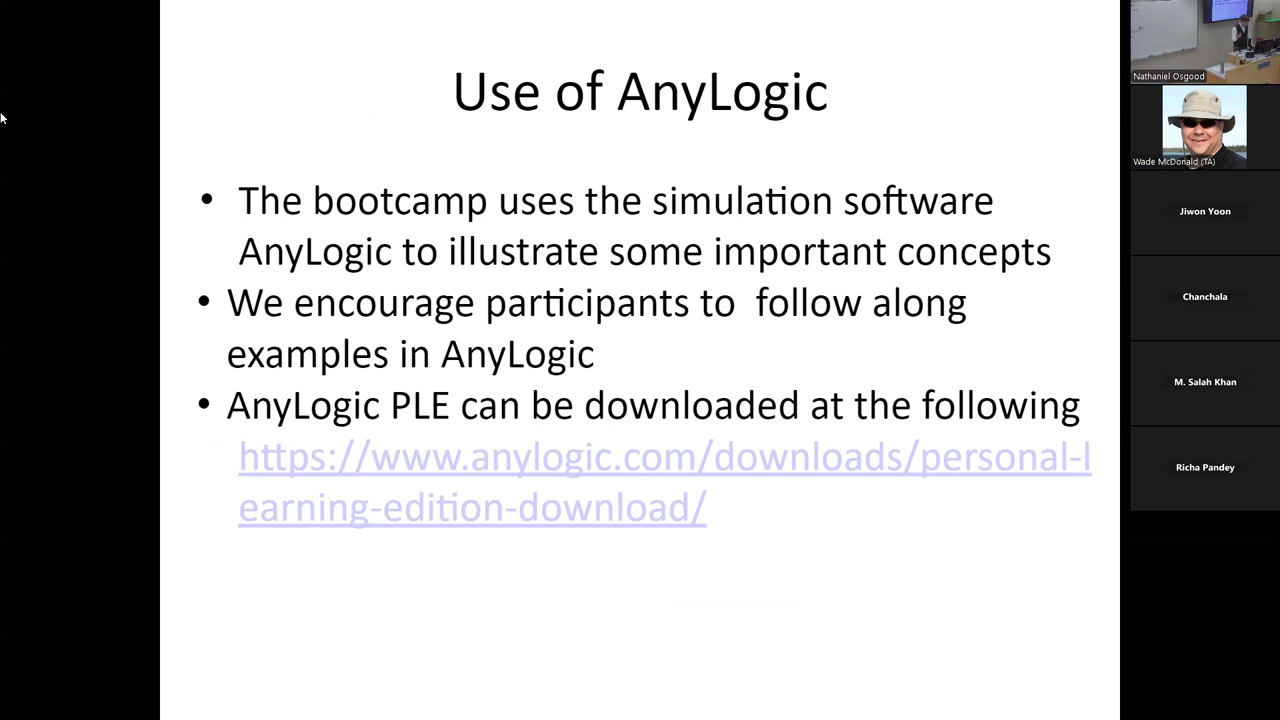 Use of AnyLogic
• The bootcamp uses the simulation software
AnyLogic to illustrate some important concepts
• We encourage participants to  follow along
examples in AnyLogic
• AnyLogic PLE can be downloaded at the following
https://www.anylogic.com/downloads/personal-l
earning-edition-download/
Nathaniel Osgood
Wade McDonald (TA)
Jiwon Yoon
Chanchala
M. Salah Khan
Richa Pandey